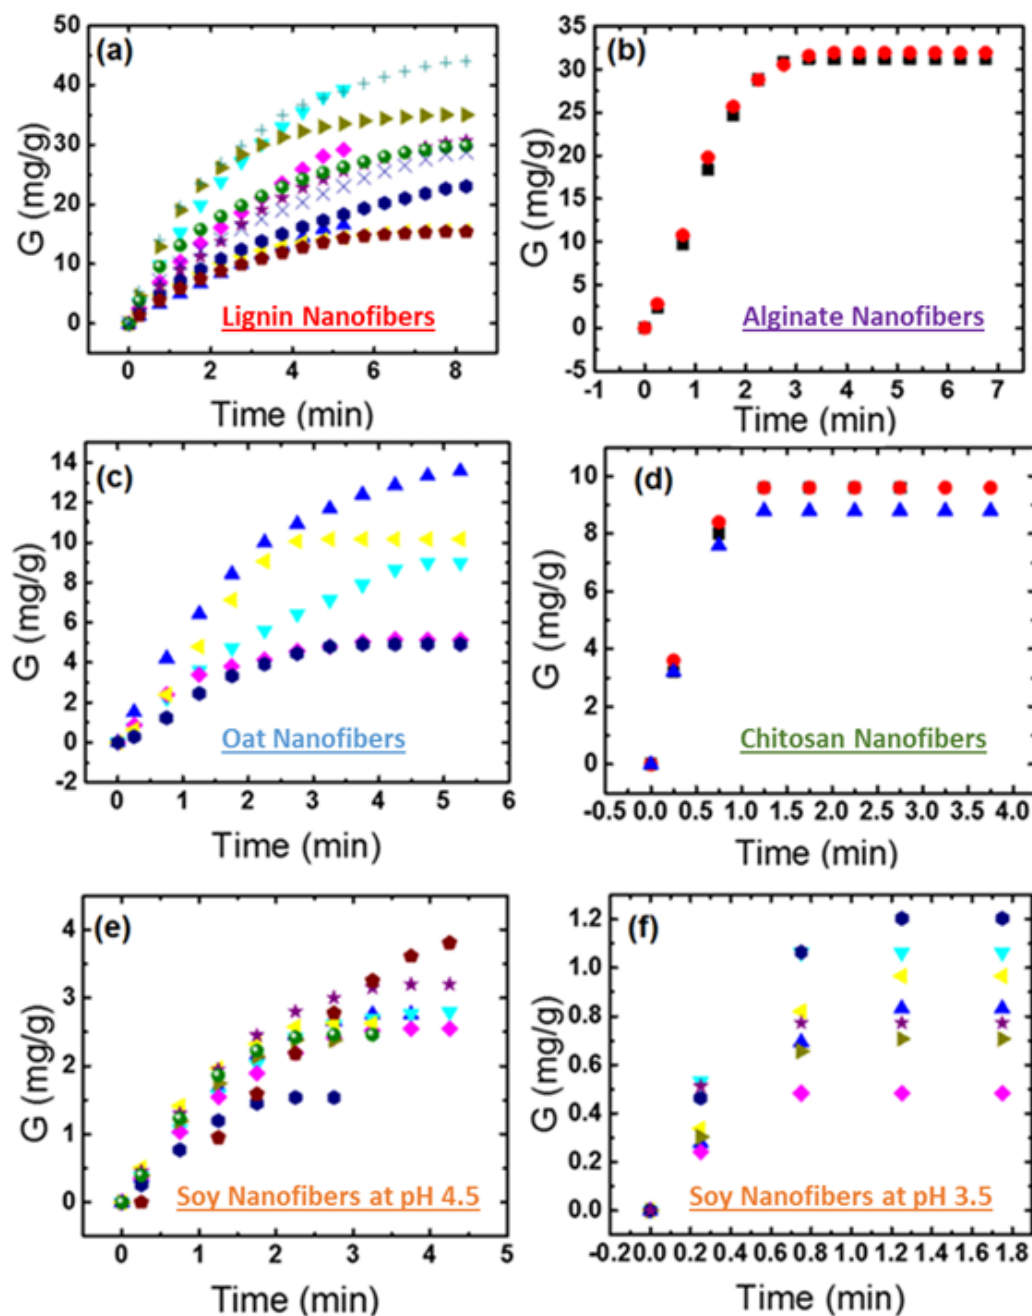 (a)
G (mg/g)
50
40
30
20
10
0
Lignin Nanofibers
0 2 4 6 8
Time (min)
(b)
G (mg/g)
35
30
25
20
15
10
5
0
-5
Alginate Nanofibers
-1 0 1 2 3 4 5 6 7 8
Time (min)
(c)
G (mg/g)
14
12
10
8
6
4
2
0
-2
Oat Nanofibers
0 1 2 3 4 5 6
Time (min)
(d)
G (mg/g)
10
8
6
4
2
0
Chitosan Nanofibers
-0.5 0.0 0.5 1.0 1.5 2.0 2.5 3.0 3.5 4.0
Time (min)
(e)
G (mg/g)
4
3
2
1
0
Soy Nanofibers at pH 4.5
0 1 2 3 4 5
Time (min)
(f)
G (mg/g)
1.2
1.0
0.8
0.6
0.4
0.2
0.0
Soy Nanofibers at pH 3.5
-0.2 0.0 0.2 0.4 0.6 0.8 1.0 1.2 1.4 1.6 1.8
Time (min)